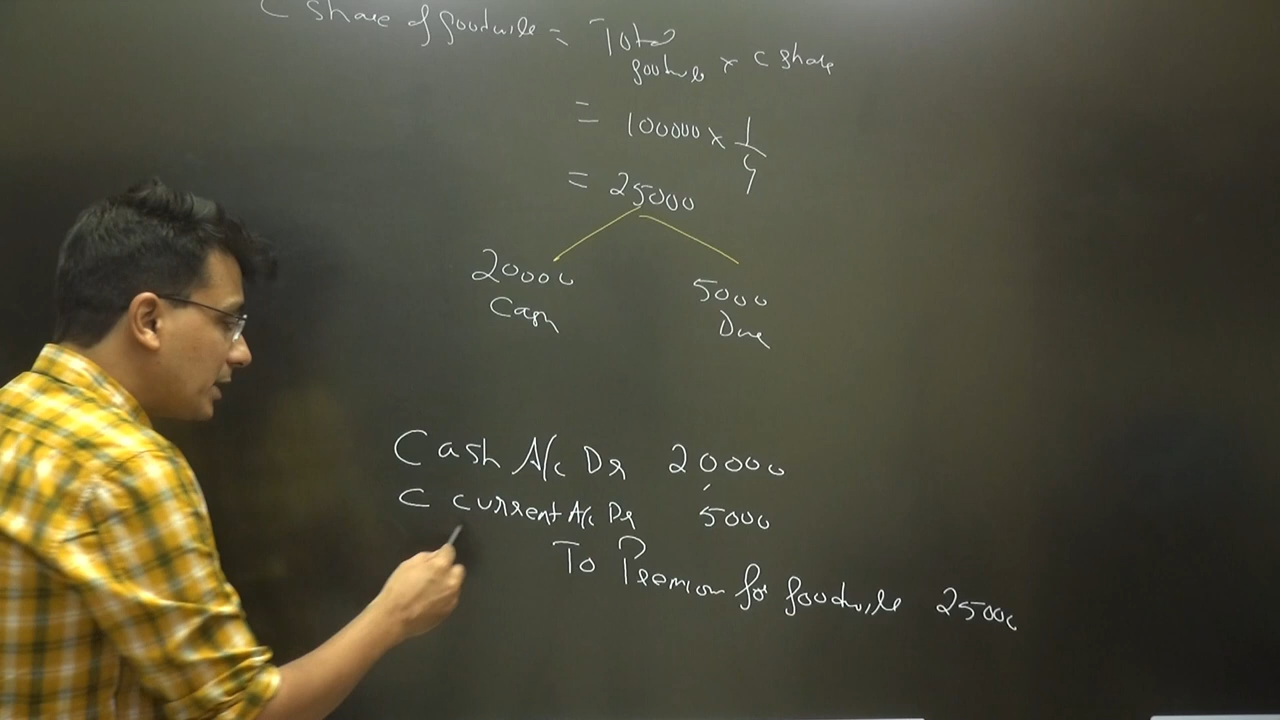 C share of goodwill = Total goodwill × C share
= 100000 × 1/4
= 25000
20000 5000
Cash Due
Cash A/c Dr 20000
C current A/c Dr 5000
To Premium for goodwill 25000